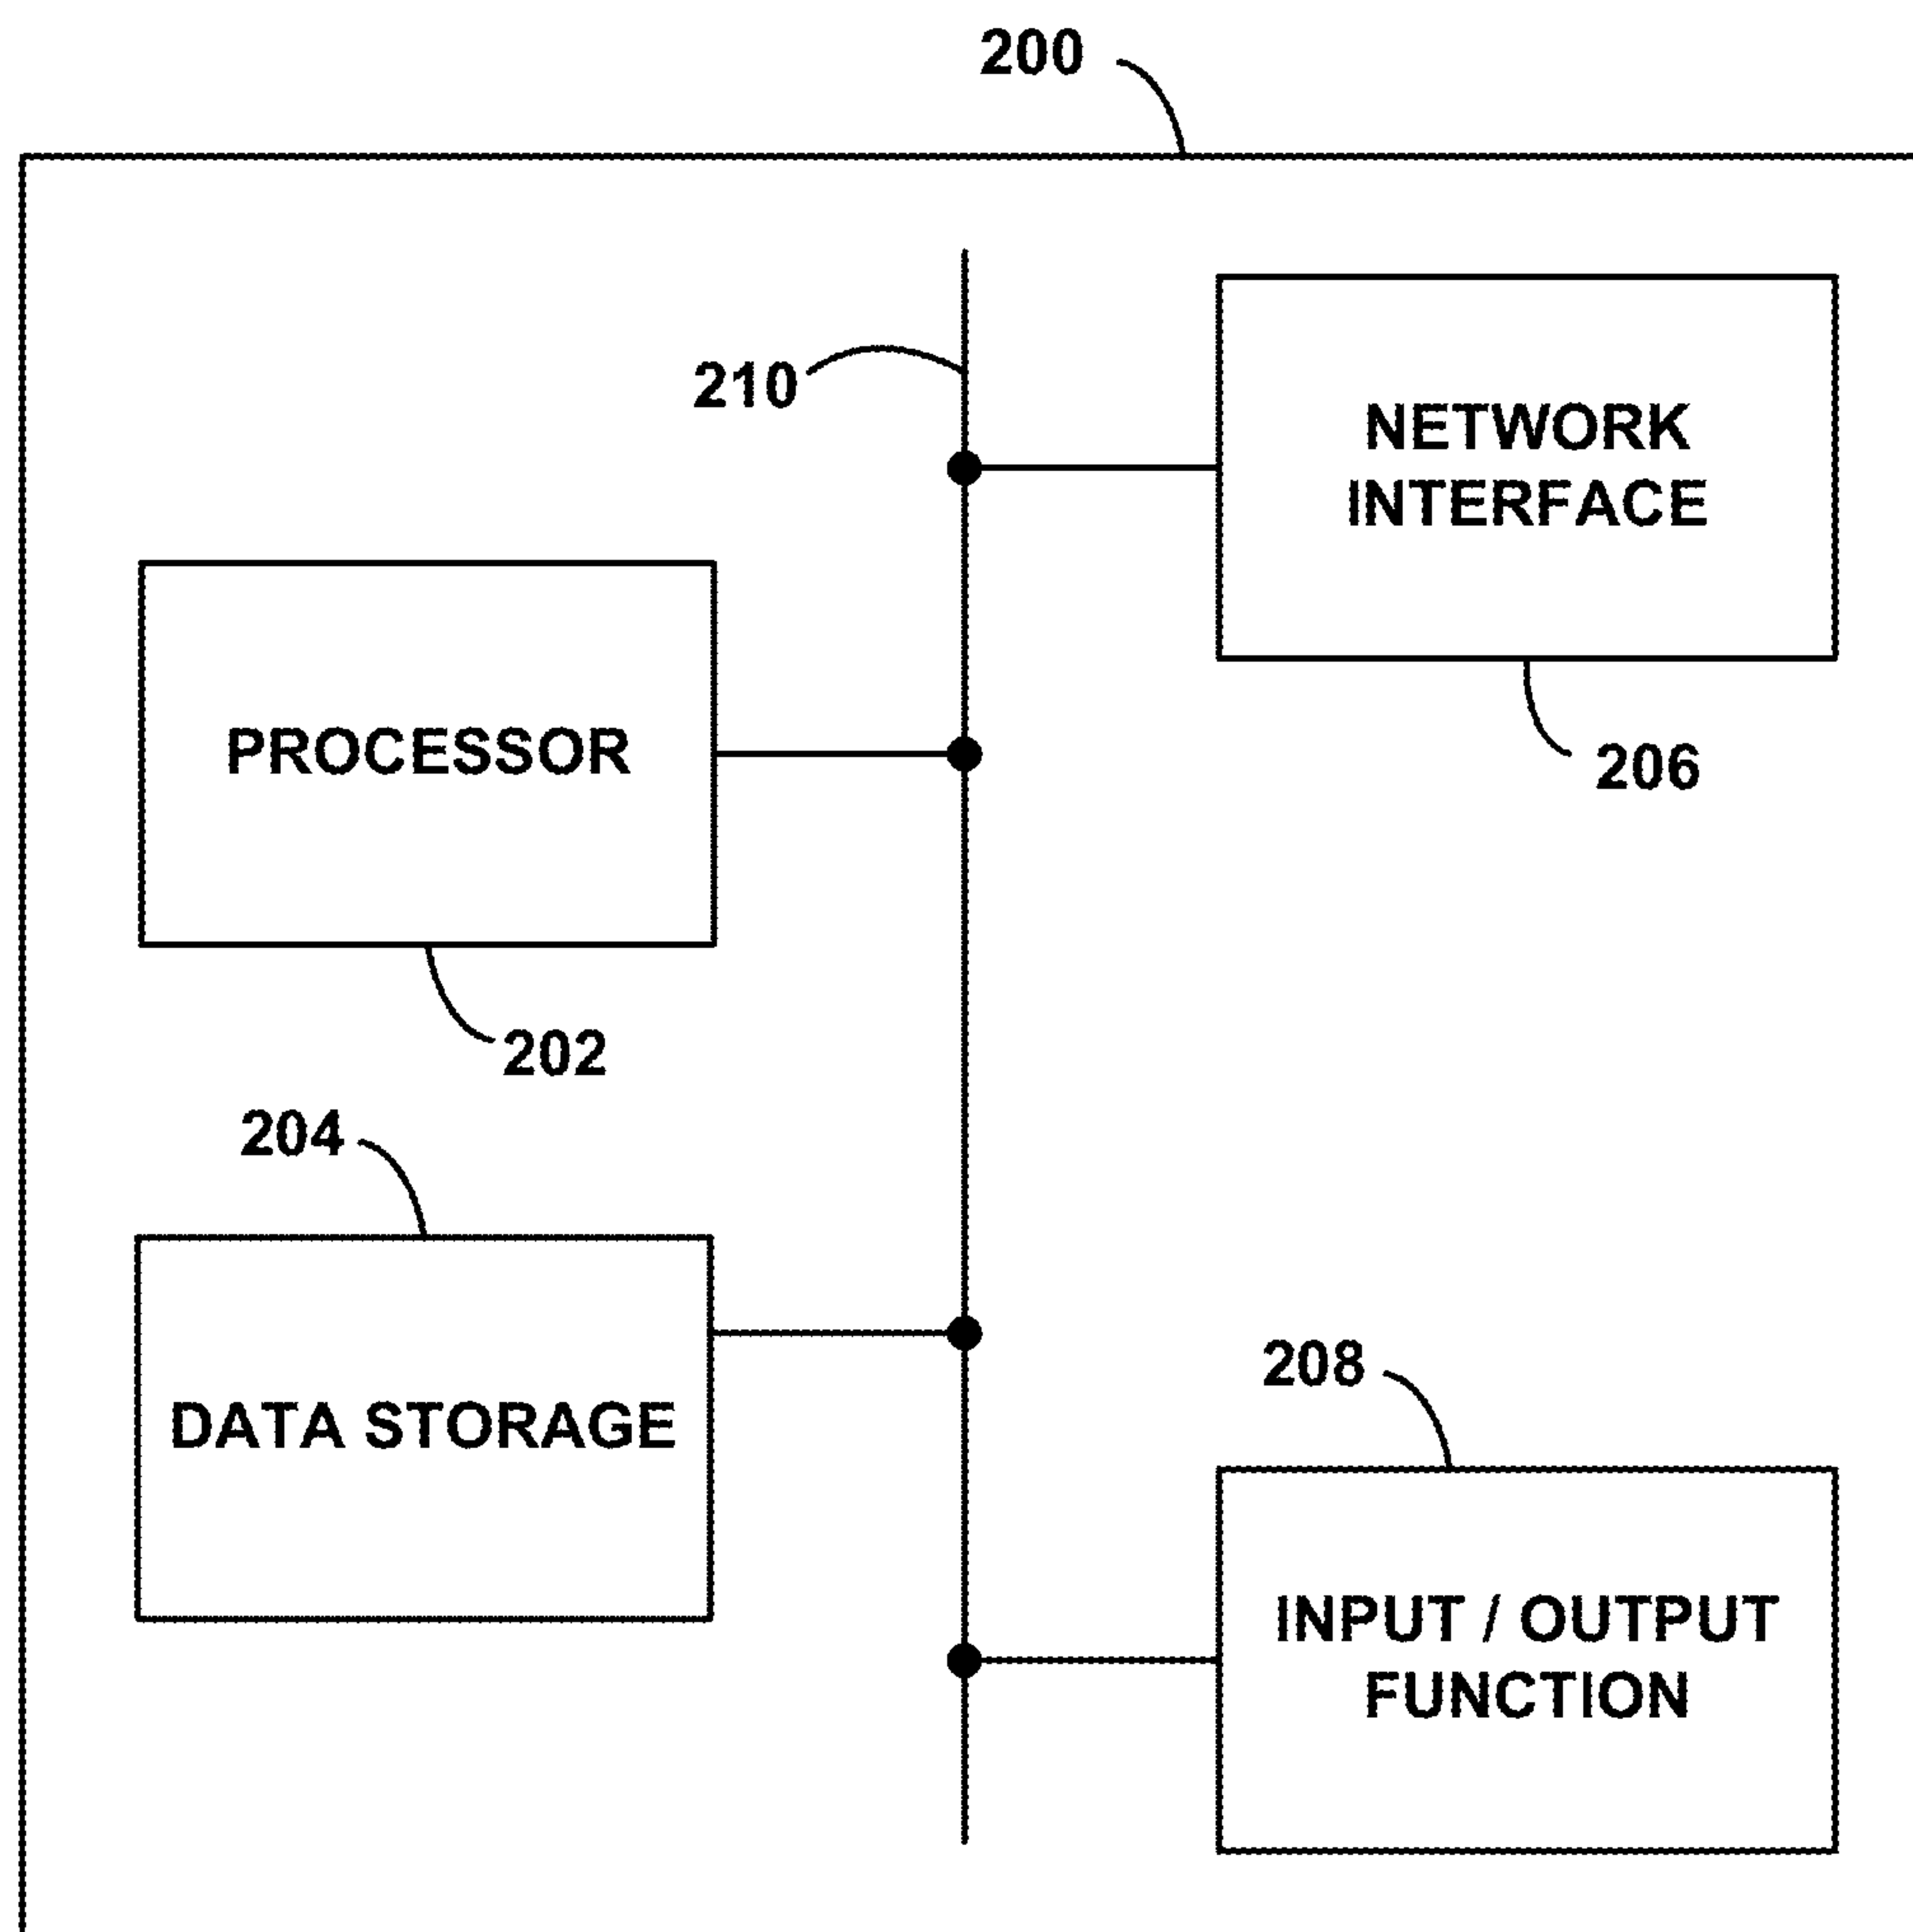 200
210
NETWORK
INTERFACE
PROCESSOR
206
202
204
DATA STORAGE
208
INPUT / OUTPUT
FUNCTION